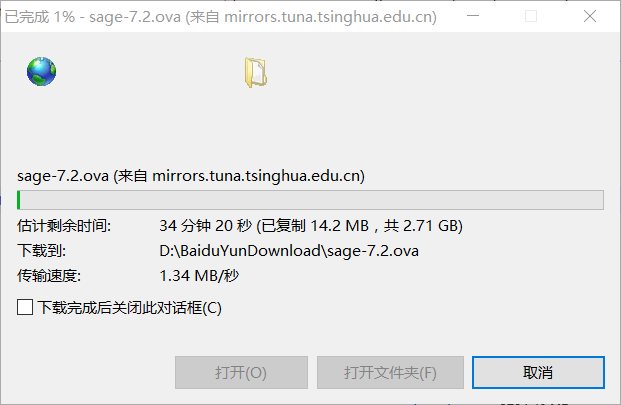 已完成 1% - sage-7.2.ova (来自 mirrors.tuna.tsinghua.edu.cn)
sage-7.2.ova (来自 mirrors.tuna.tsinghua.edu.cn)
估计剩余时间: 34 分钟 20 秒 (已复制 14.2 MB，共 2.71 GB)
下载到: D:\BaiduYunDownload\sage-7.2.ova
传输速度: 1.34 MB/秒
下载完成后关闭此对话框(C)
打开(O) 打开文件夹(F) 取消